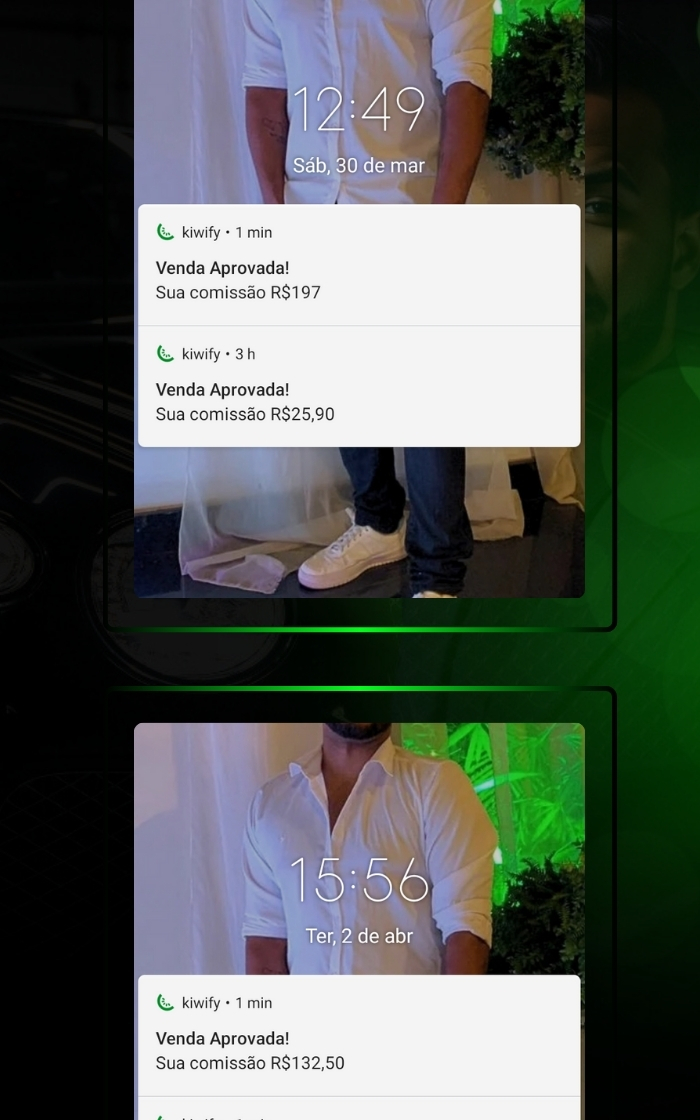 12:49
Sáb, 30 de mar
kiwify • 1 min
Venda Aprovada!
Sua comissão R$197
kiwify • 3 h
Venda Aprovada!
Sua comissão R$25,90
15:56
Ter, 2 de abr
kiwify • 1 min
Venda Aprovada!
Sua comissão R$132,50